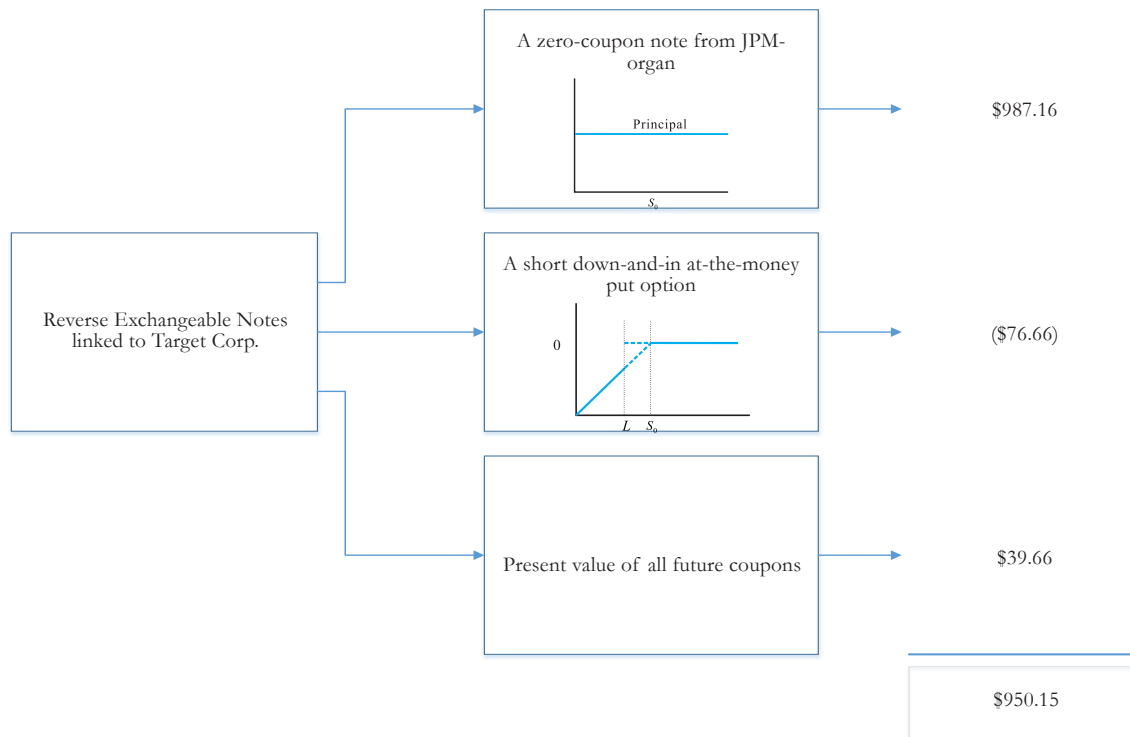 A zero-coupon note from JPM-
organ
Principal
S₀
$987.16
Reverse Exchangeable Notes
linked to Target Corp.
A short down-and-in at-the-money
put option
0
L S₀
($76.66)
Present value of all future coupons
$39.66
$950.15